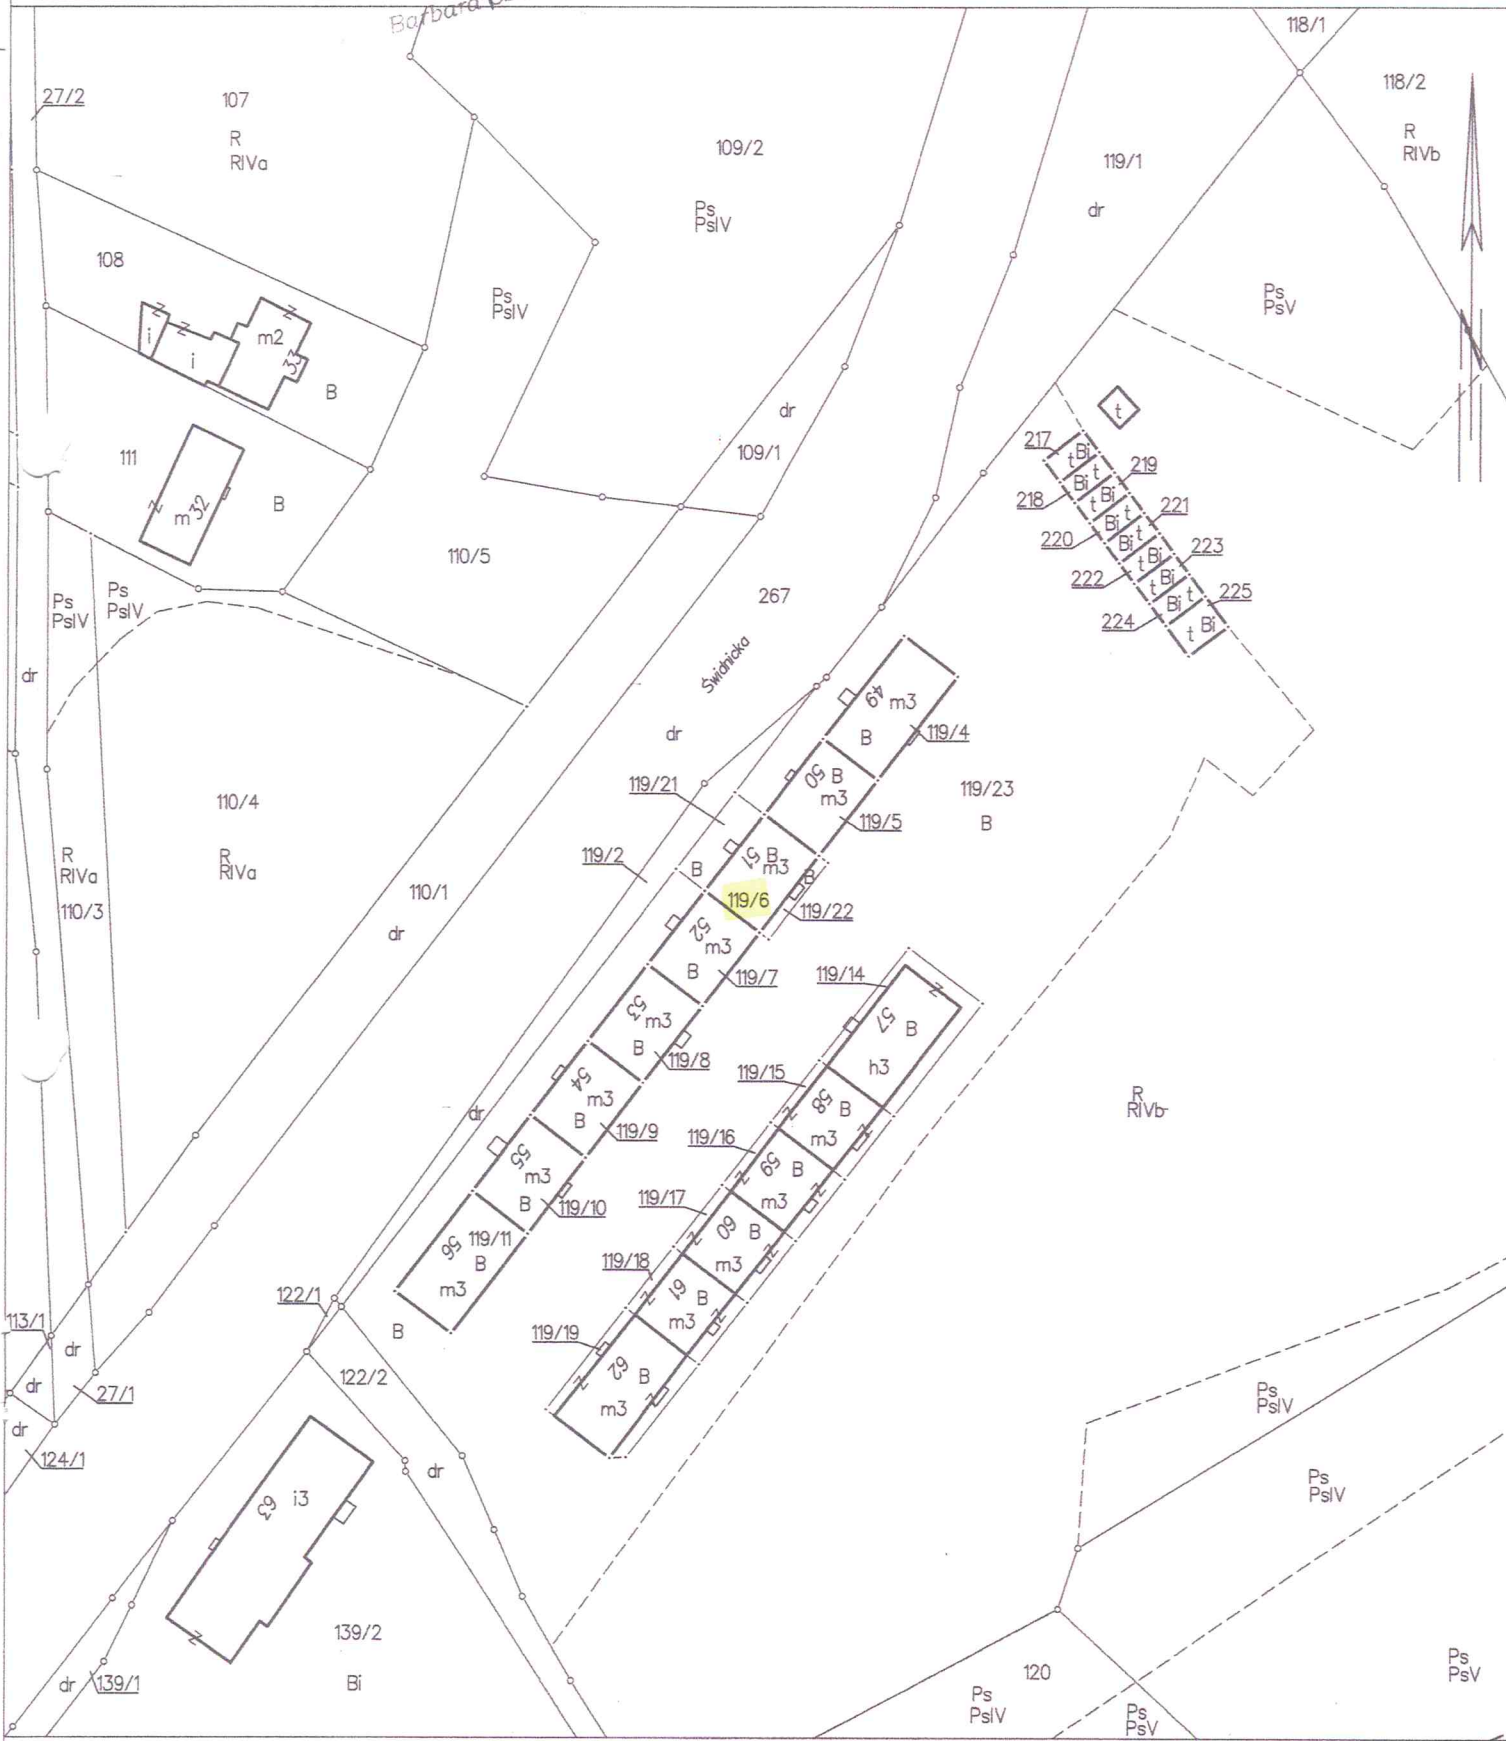 Barbara
118/1
27/2
107
R
RIVa
118/2
R
RIVb
109/2
119/1
Ps
PsIV
dr
108
Ps
PsIV
Ps
PsV
i
i
m2
33
B
dr
t
109/1
111
217
Bi
t
t
219
218
Bi
Bi
t
t
221
220
Bi
t
Bi
Bi
223
222
t
Bi
t
t
225
224
Bi
t
Bi
m
32
B
110/5
267
Ps
PsIV
Ps
PsIV
Świdnicka
dr
dr
49
m3
B
119/4
50
B
m3
119/5
119/23
B
119/21
110/4
R
RIVa
R
RIVa
110/3
119/2
B
51
B
m3
B
119/6
119/22
110/1
dr
52
m3
B
119/7
119/14
57
B
h3
53
m3
B
119/8
119/15
58
B
m3
54
m3
B
119/9
dr
R
RIVb
119/16
59
B
m3
55
m3
B
119/10
119/17
60
B
m3
119/11
56
B
m3
119/18
61
B
m3
122/1
B
119/19
62
B
m3
113/1
dr
dr
27/1
dr
124/1
122/2
dr
63
i3
Ps
PsIV
Ps
PsIV
139/2
Bi
dr
139/1
120
Ps
PsIV
Ps
PsV
Ps
PsV